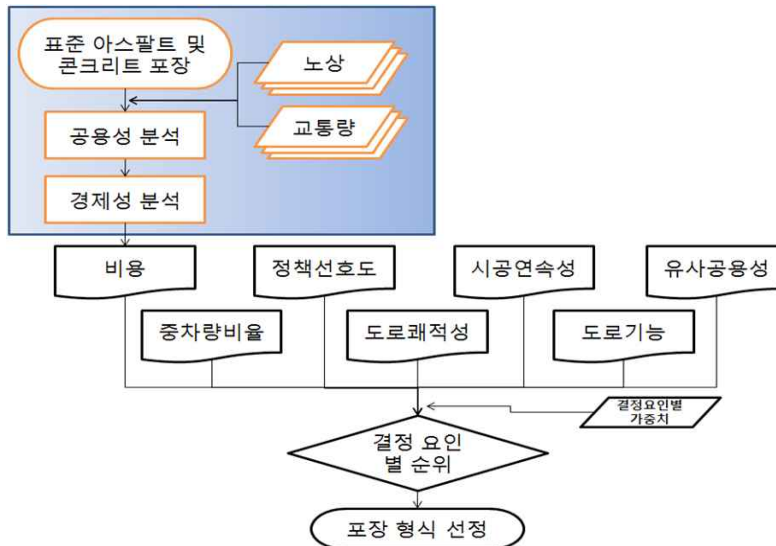 표준 아스팔트 및
콘크리트 포장
노상
교통량
공용성 분석
경제성 분석
비용
정책선호도
시공연속성
유사공용성
중차량비율
도로쾌적성
도로기능
결정요인별
가중치
결정 요인
별 순위
포장 형식 선정